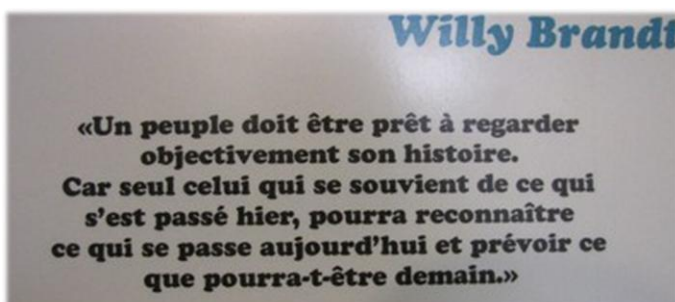 Willy Brandt
«Un peuple doit être prêt à regarder
objectivement son histoire.
Car seul celui qui se souvient de ce qui
s'est passé hier, pourra reconnaître
ce qui se passe aujourd'hui et prévoir ce
que pourra-t-être demain.»